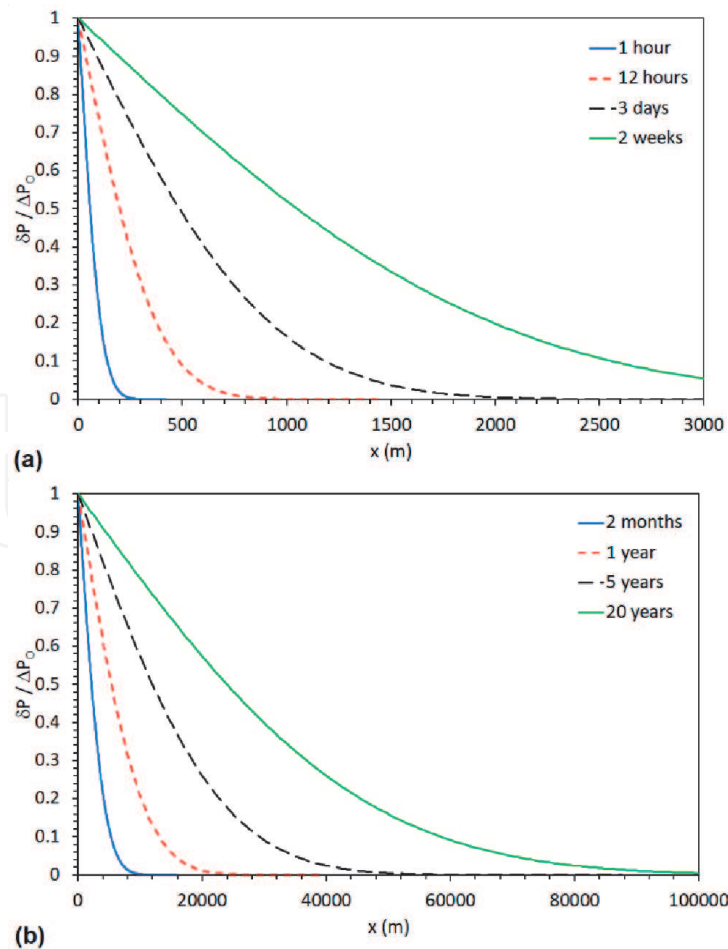 1
0.9
0.8
0.7
0.6
0.5
0.4
0.3
0.2
0.1
0
δP / ΔP₀
1 hour
12 hours
3 days
2 weeks
0 500 1000 1500 2000 2500 3000
x (m)
(a)
1
0.9
0.8
0.7
0.6
0.5
0.4
0.3
0.2
0.1
0
δP / ΔP₀
2 months
1 year
5 years
20 years
0 20000 40000 60000 80000 100000
x (m)
(b)